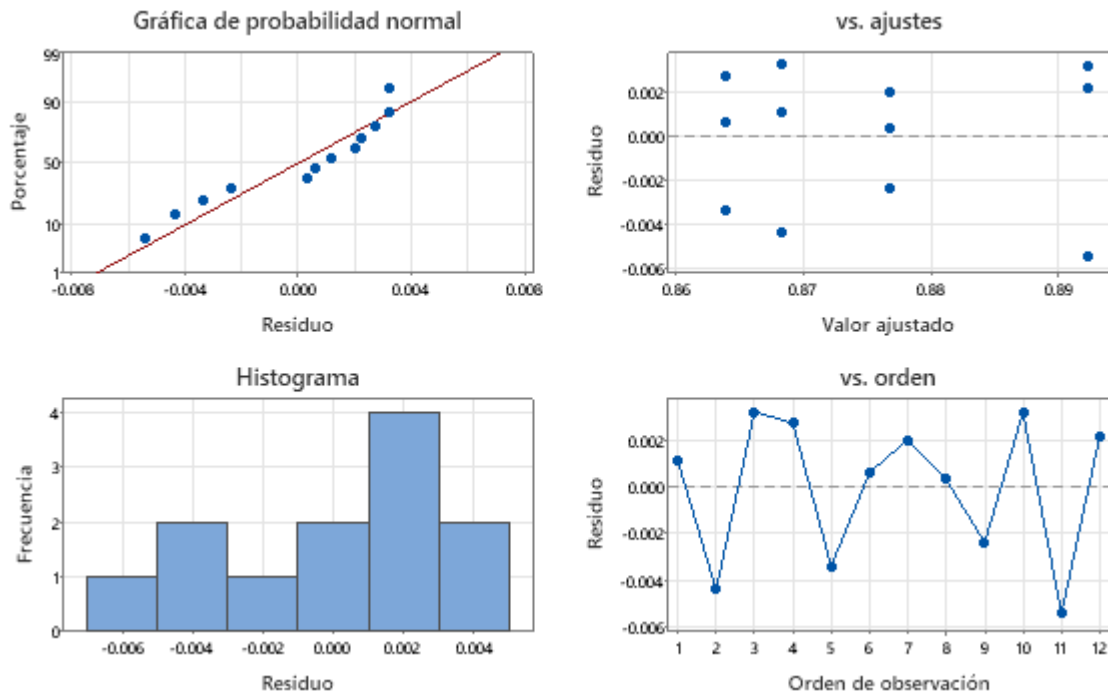 Gráfica de probabilidad normal
99
90
50
10
1
Porcentaje
-0.008 -0.004 0.000 0.004 0.008
Residuo
vs. ajustes
0.002
0.000
-0.002
-0.004
-0.006
Residuo
0.86 0.87 0.88 0.89
Valor ajustado
Histograma
4
3
2
1
0
Frecuencia
-0.006 -0.004 -0.002 0.000 0.002 0.004
Residuo
vs. orden
0.002
0.000
-0.002
-0.004
-0.006
Residuo
1 2 3 4 5 6 7 8 9 10 11 12
Orden de observación